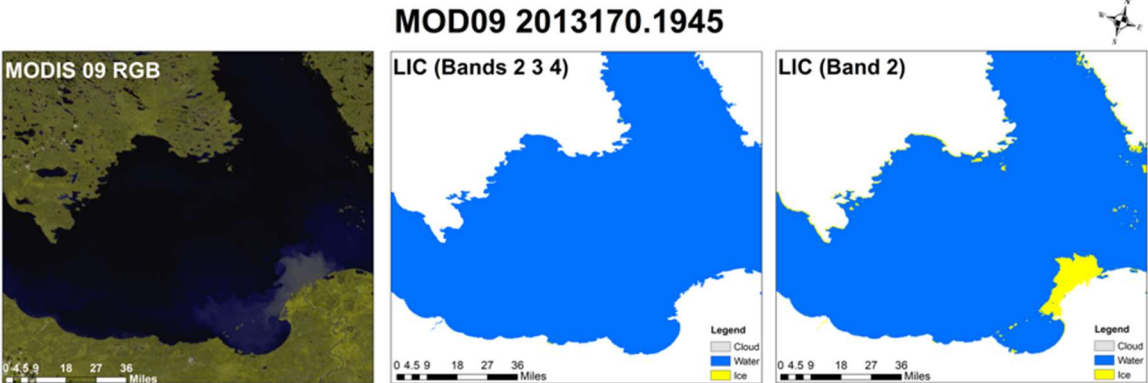 MOD09 2013170.1945
N
W
E
S
MODIS 09 RGB
LIC (Bands 2 3 4)
LIC (Band 2)
Legend
Cloud
Water
Ice
Legend
Cloud
Water
Ice
0 4.5 9 18 27 36
Miles
0 4.5 9 18 27 36
Miles
0 4.5 9 18 27 36
Miles